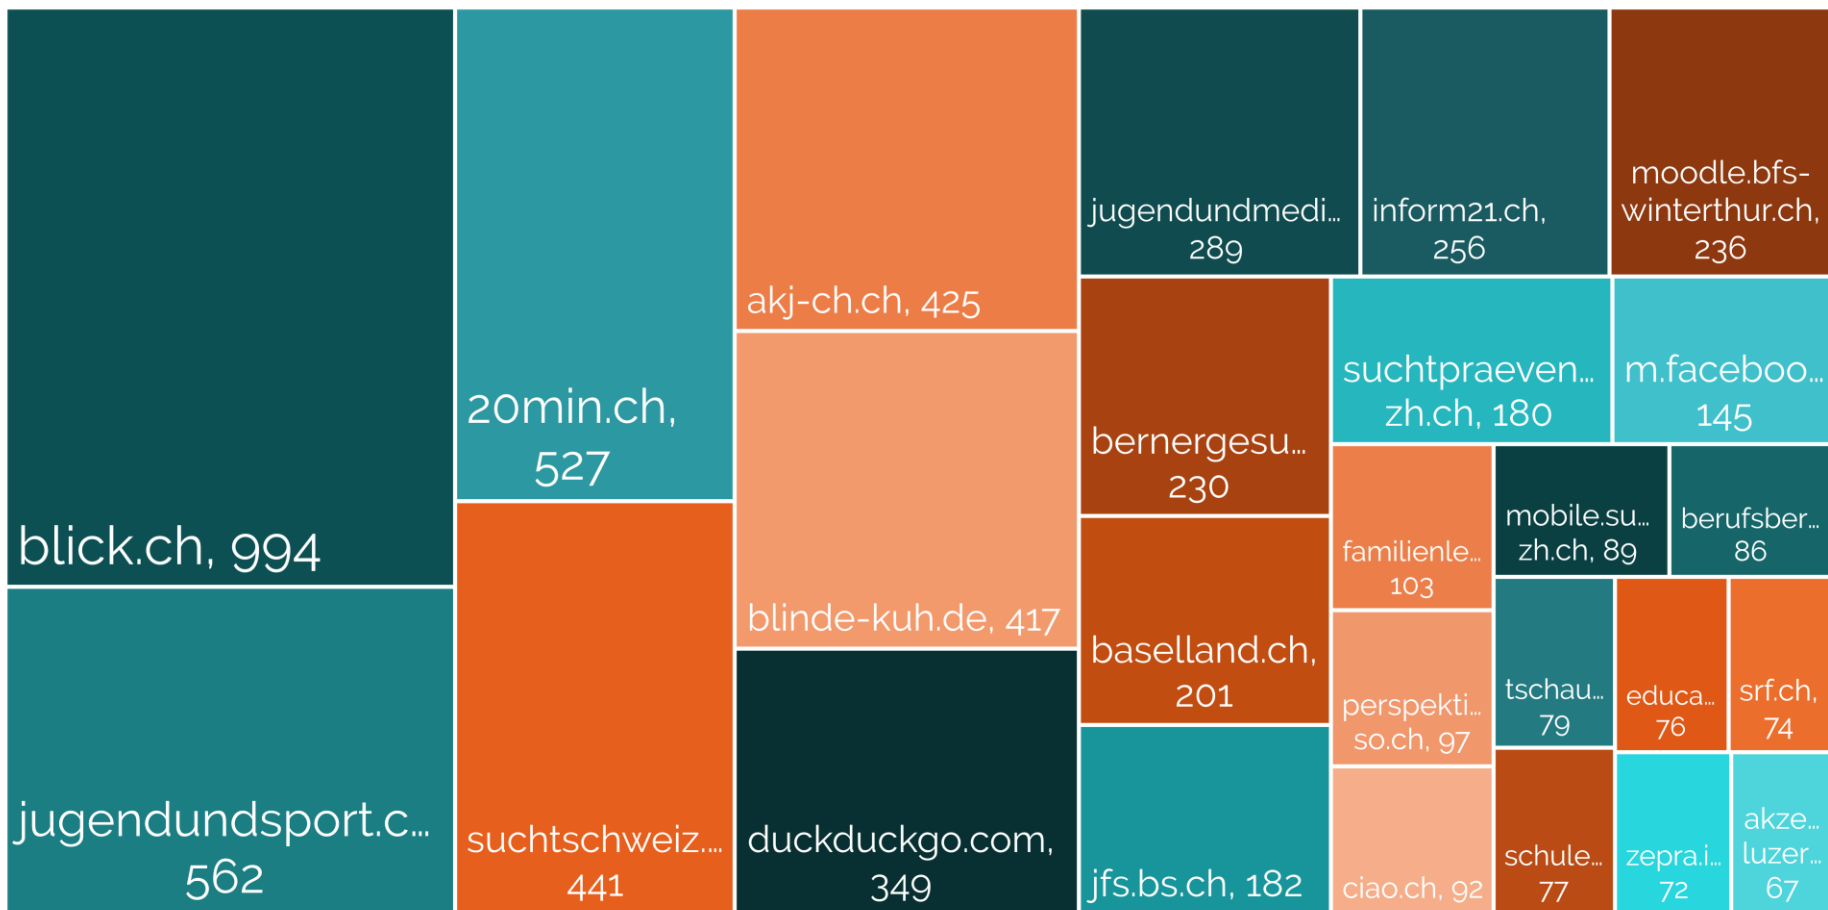 blick.ch, 994
jugendundsport.c...
562
20min.ch,
527
suchtschweiz....
441
akj-ch.ch, 425
blinde-kuh.de, 417
duckduckgo.com,
349
jugendundmedi...
289
inform21.ch,
256
moodle.bfs-
winterthur.ch,
236
bernergesu...
230
baselland.ch,
201
jfs.bs.ch, 182
suchtpraeven...
zh.ch, 180
m.faceboo...
145
familienle...
103
perspekti...
so.ch, 97
ciao.ch, 92
mobile.su...
zh.ch, 89
berufsber...
86
tschau...
79
schule...
77
educa...
76
srf.ch,
74
zepra.i...
72
akze...
luzer...
67